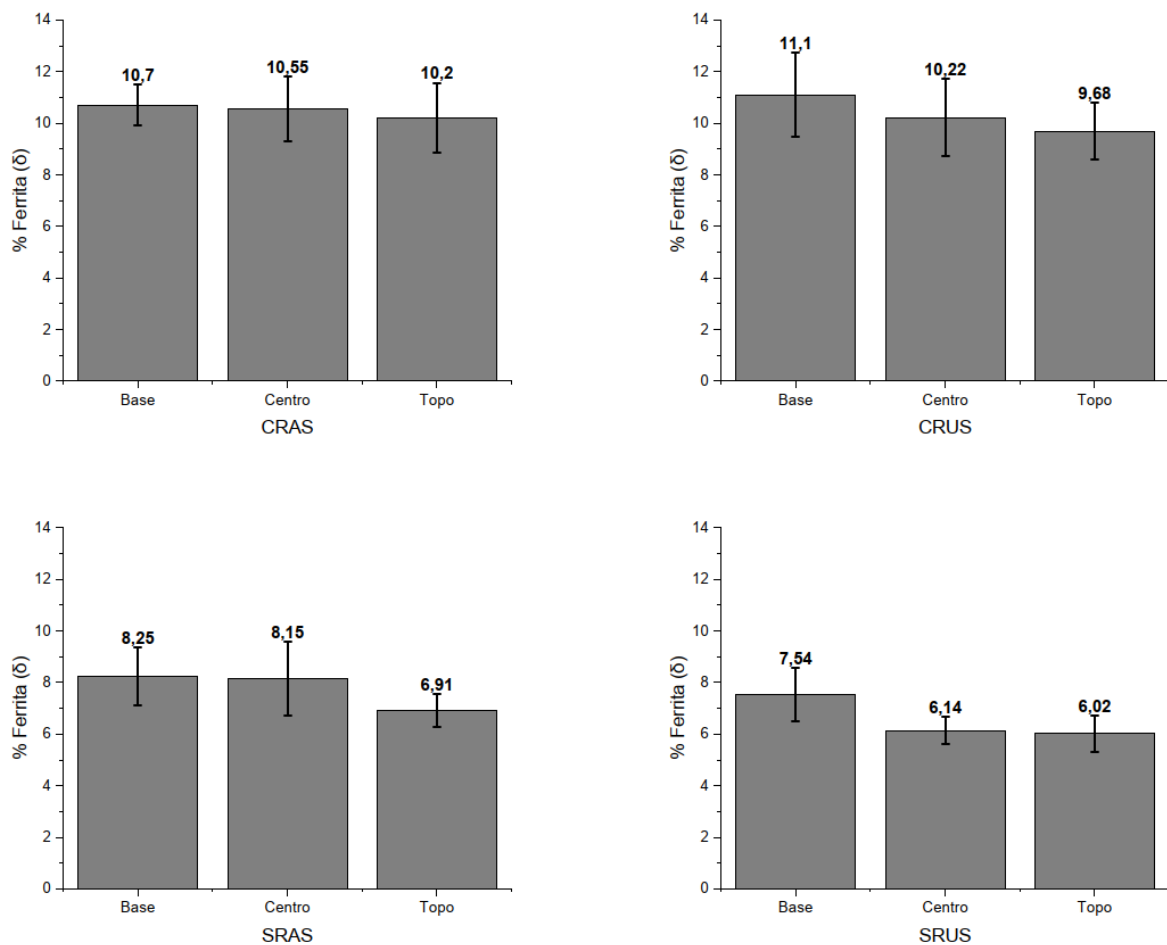 14
12
10
8
6
4
2
0
% Ferrita (δ)
10,7
10,55
10,2
Base
Centro
Topo
CRAS
14
12
10
8
6
4
2
0
% Ferrita (δ)
11,1
10,22
9,68
Base
Centro
Topo
CRUS
14
12
10
8
6
4
2
0
% Ferrita (δ)
8,25
8,15
6,91
Base
Centro
Topo
SRAS
14
12
10
8
6
4
2
0
% Ferrita (δ)
7,54
6,14
6,02
Base
Centro
Topo
SRUS